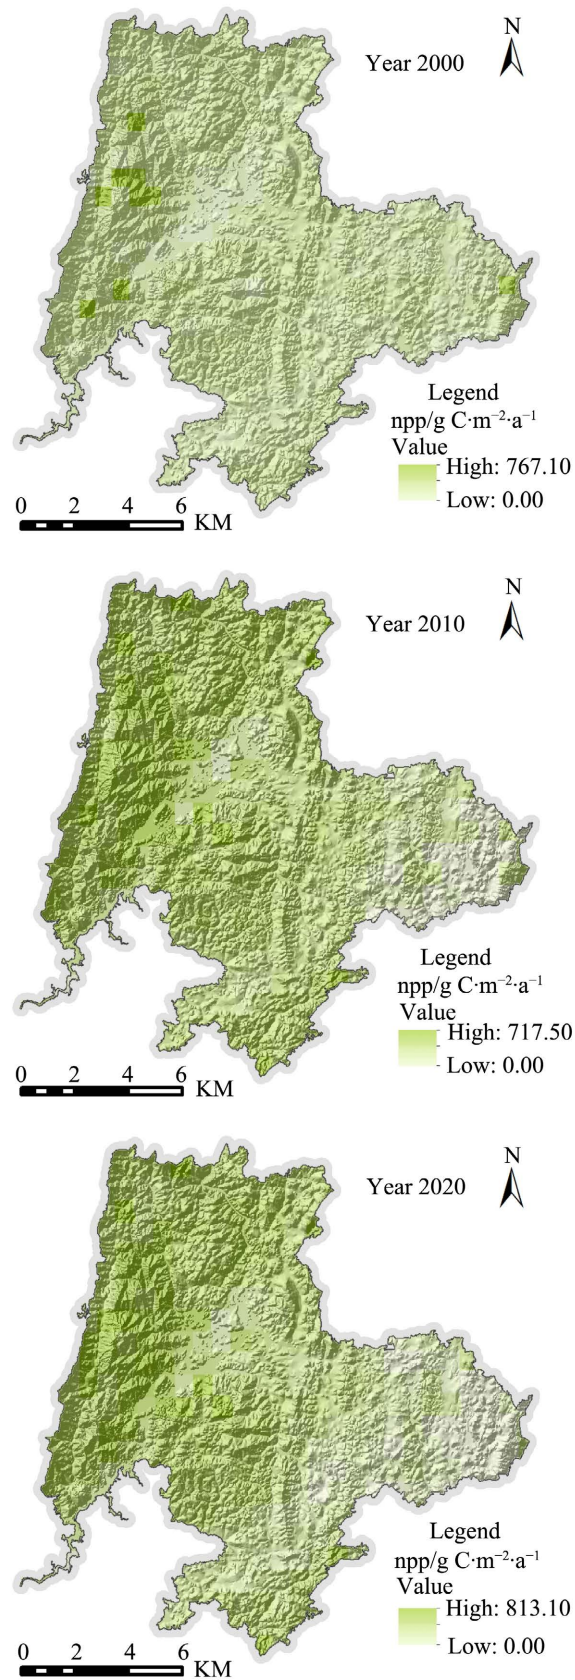 N
Year 2000
Legend
npp/g C·m⁻²·a⁻¹
Value
High: 767.10
Low: 0.00
0 2 4 6
KM
N
Year 2010
Legend
npp/g C·m⁻²·a⁻¹
Value
High: 717.50
Low: 0.00
0 2 4 6
KM
N
Year 2020
Legend
npp/g C·m⁻²·a⁻¹
Value
High: 813.10
Low: 0.00
0 2 4 6
KM